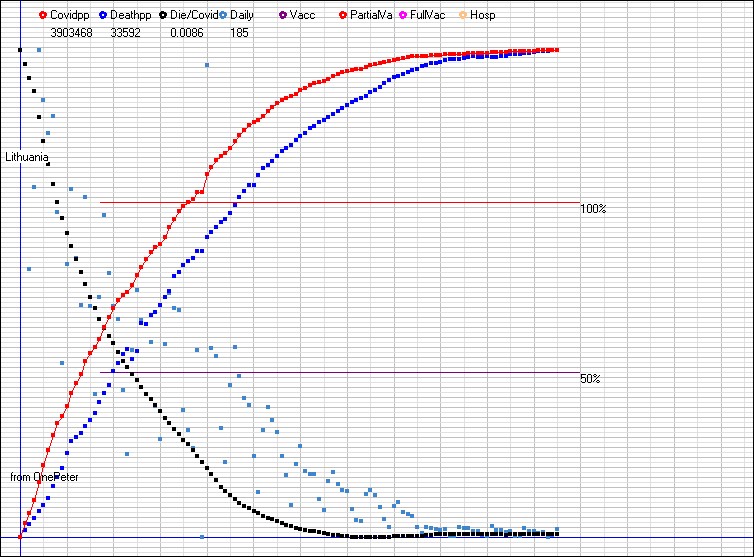 Covidpp Deathpp Die/Covid Daily Vacc PartialVa FullVac Hosp
3903468 33592 0.0086 185
Lithuania
100%
50%
from OnePeter